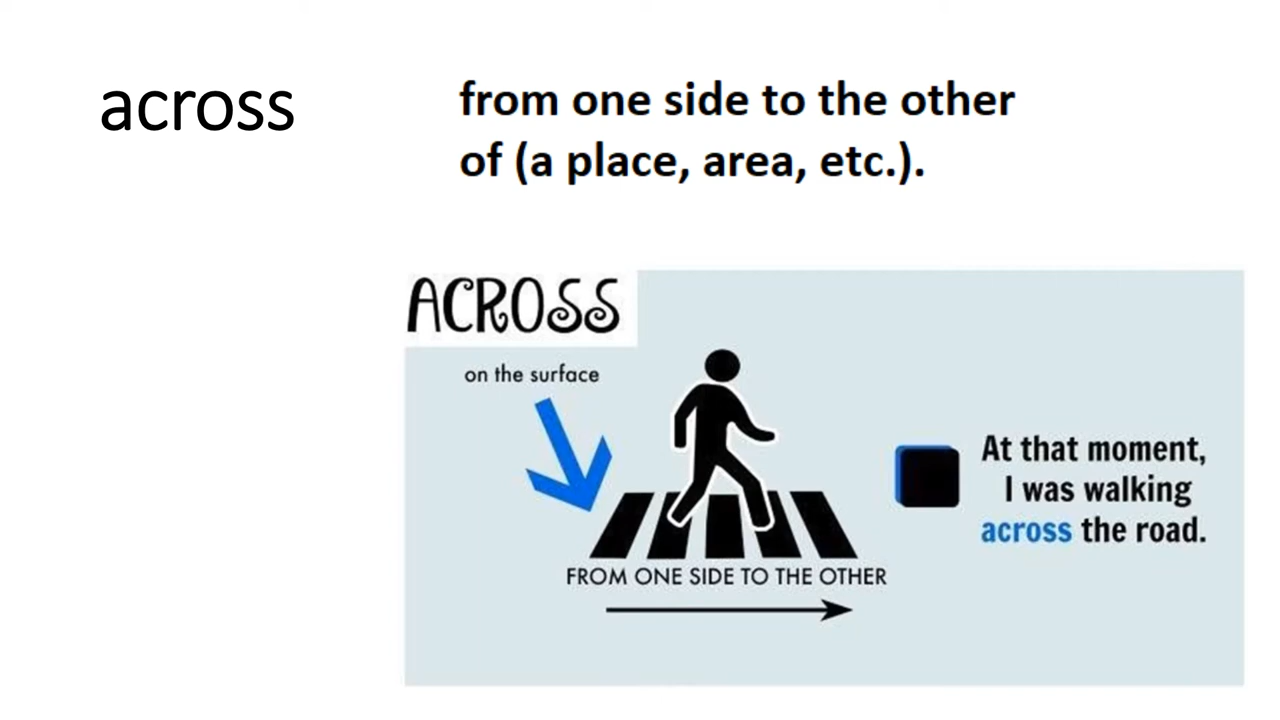 across
from one side to the other
of (a place, area, etc.).
ACROSS
on the surface
FROM ONE SIDE TO THE OTHER
At that moment,
I was walking
across the road.